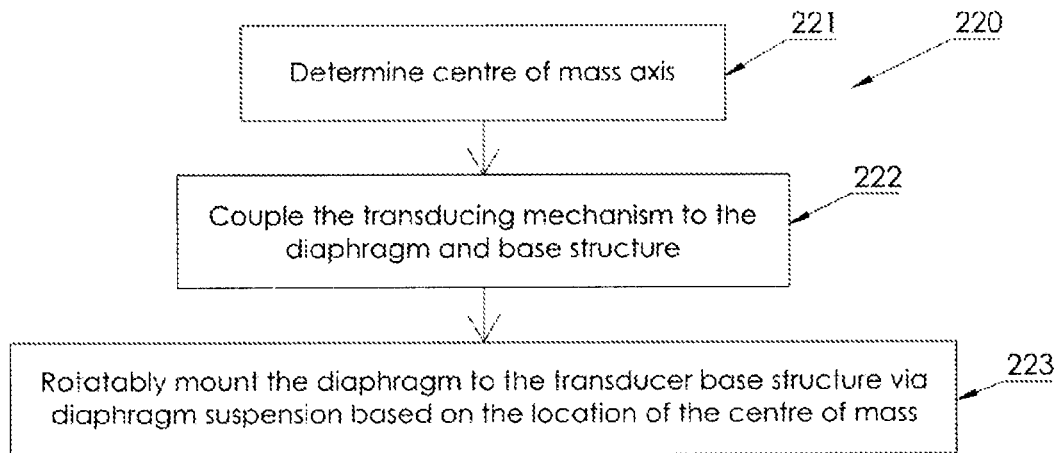 221
220
Determine centre of mass axis
222
Couple the transducing mechanism to the
diaphragm and base structure
223
Rotatably mount the diaphragm to the transducer base structure via
diaphragm suspension based on the location of the centre of mass